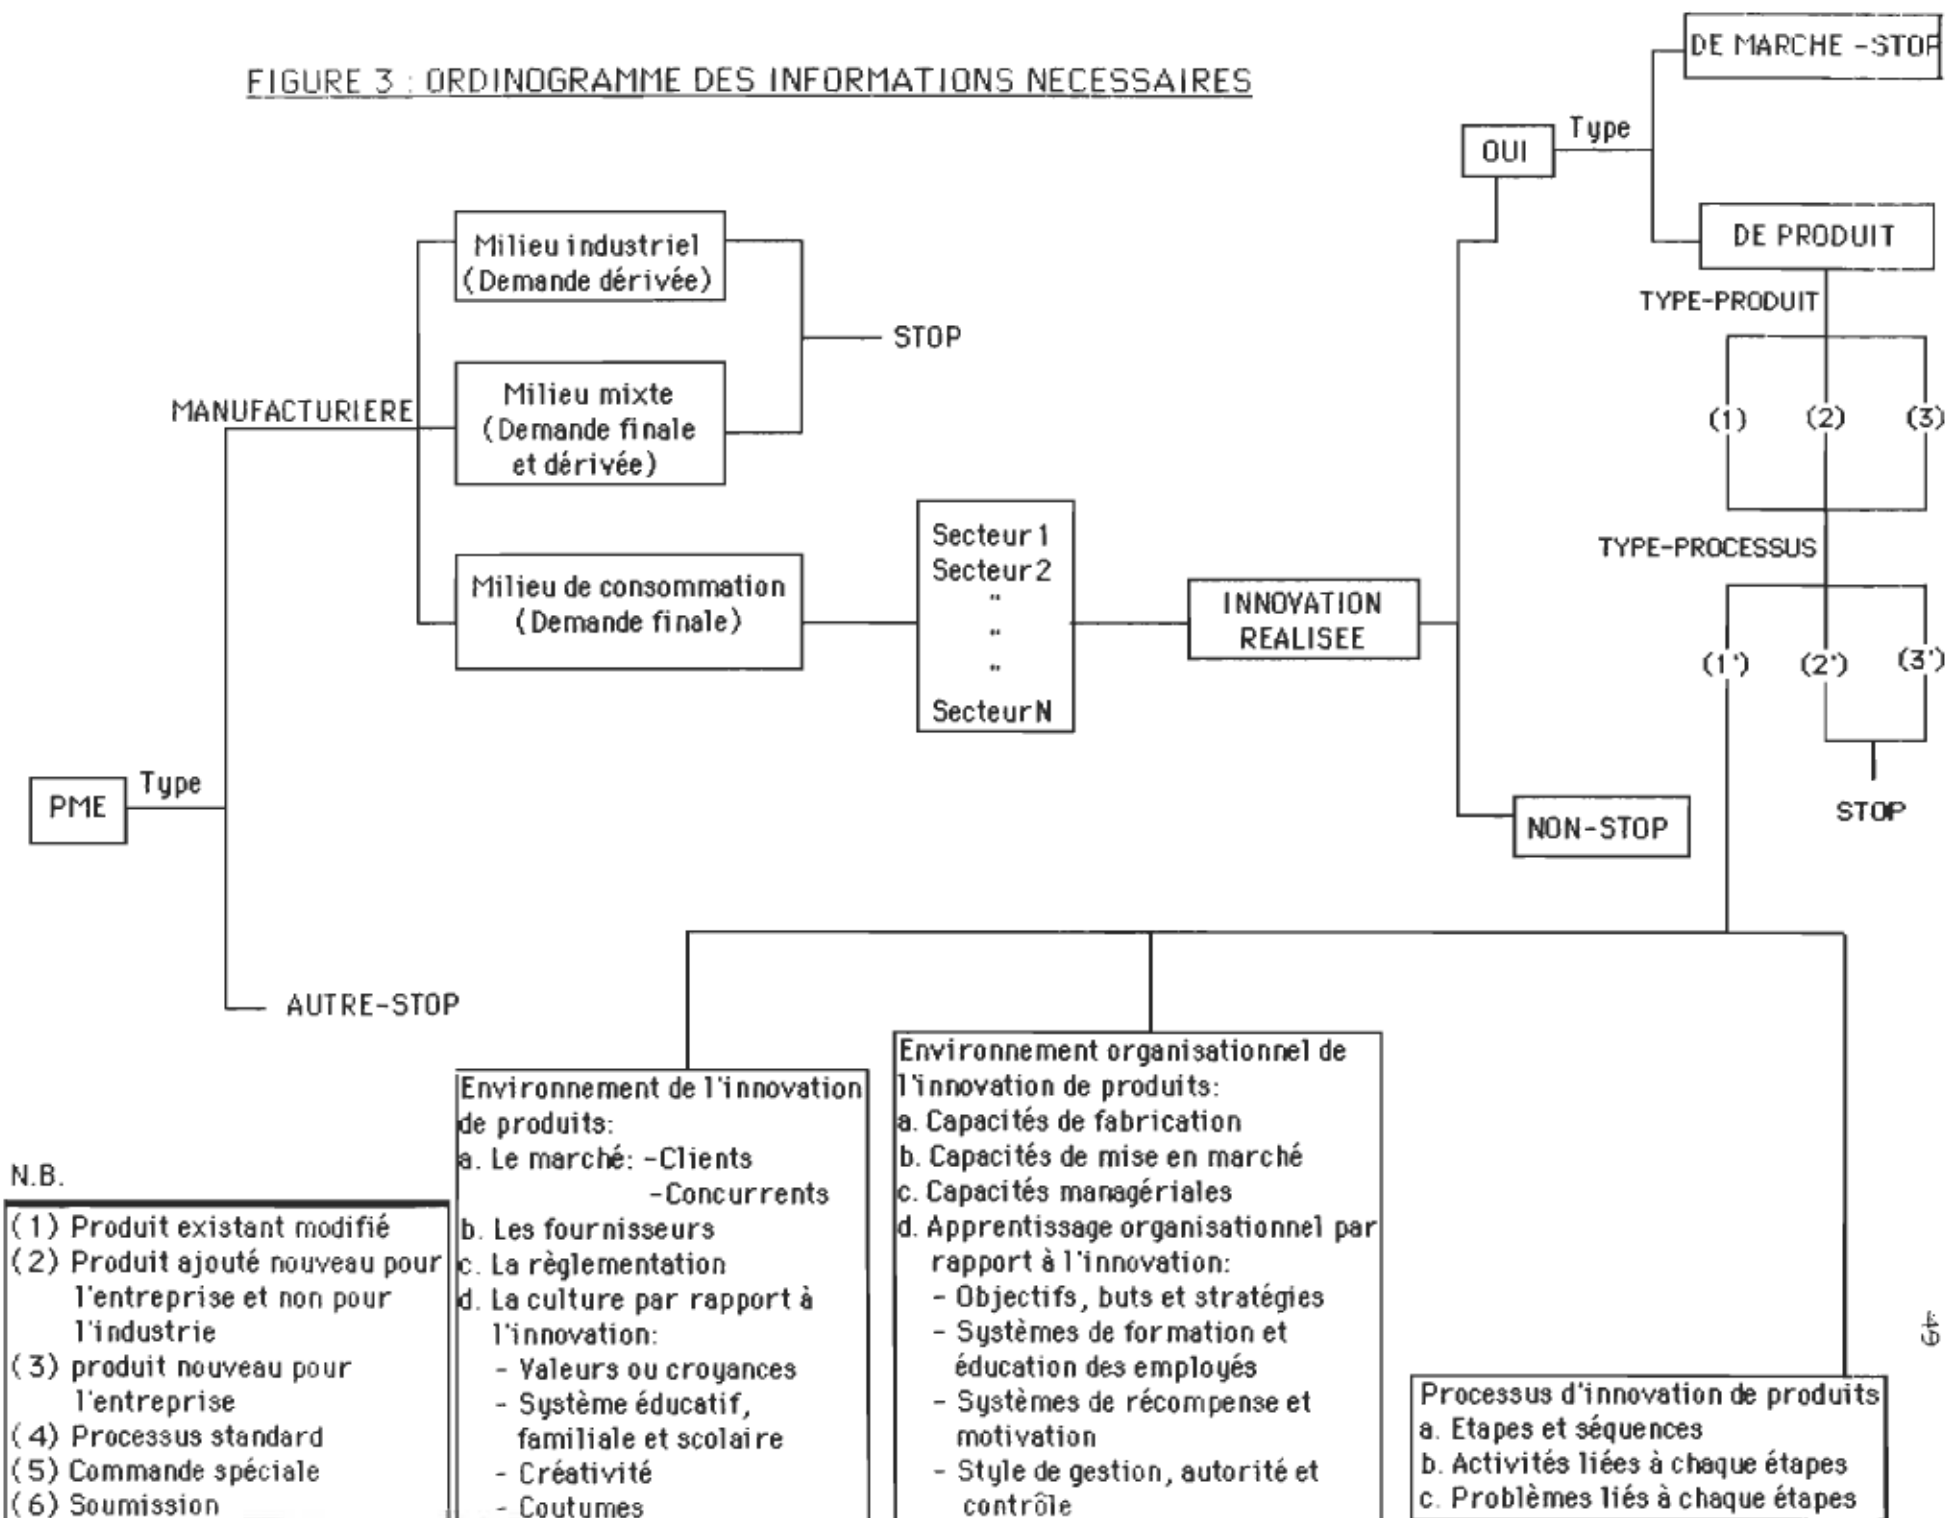 FIGURE 3 : ORDINOGRAMME DES INFORMATIONS NECESSAIRES
DE MARCHE -STOP
OUI
Type
DE PRODUIT
TYPE-PRODUIT
(1)
(2)
(3)
TYPE-PROCESSUS
(1')
(2')
(3')
STOP
Milieu industriel
(Demande dérivée)
STOP
Milieu mixte
(Demande finale
et dérivée)
MANUFACTURIERE
Milieu de consommation
(Demande finale)
Secteur 1
Secteur 2
"
"
"
Secteur N
INNOVATION
REALISEE
NON-STOP
PME
Type
AUTRE-STOP
N.B.
(1) Produit existant modifié
(2) Produit ajouté nouveau pour
l'entreprise et non pour
l'industrie
(3) produit nouveau pour
l'entreprise
(4) Processus standard
(5) Commande spéciale
(6) Soumission
Environnement de l'innovation
de produits:
a. Le marché: -Clients
-Concurrents
b. Les fournisseurs
c. La règlementation
d. La culture par rapport à
l'innovation:
- Valeurs ou croyances
- Système éducatif,
familiale et scolaire
- Créativité
- Coutumes
Environnement organisationnel de
l'innovation de produits:
a. Capacités de fabrication
b. Capacités de mise en marché
c. Capacités managériales
d. Apprentissage organisationnel par
rapport à l'innovation:
- Objectifs, buts et stratégies
- Systèmes de formation et
éducation des employés
- Systèmes de récompense et
motivation
- Style de gestion, autorité et
contrôle
Processus d'innovation de produits
a. Etapes et séquences
b. Activités liées à chaque étapes
c. Problèmes liés à chaque étapes
49